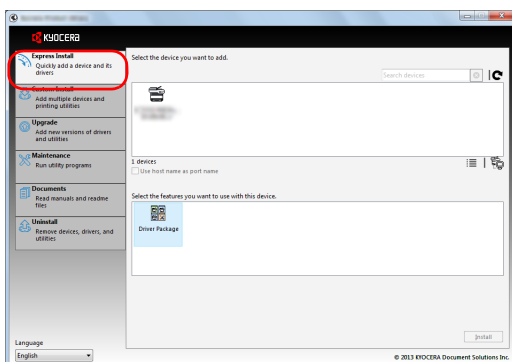 KYOCERA
Express Install
Quickly add a device and its
drivers
Select the device you want to add.
Search devices
Custom Install
Add multiple devices and
printing utilities
Upgrade
Add new versions of drivers
and utilities
Maintenance
Run utility programs
1 devices
Use host name as port name
Documents
Read manuals and readme
files
Select the features you want to use with this device.
Uninstall
Remove devices, drivers, and
utilities
Driver Package
Install
Language
English
© 2013 KYOCERA Document Solutions Inc.